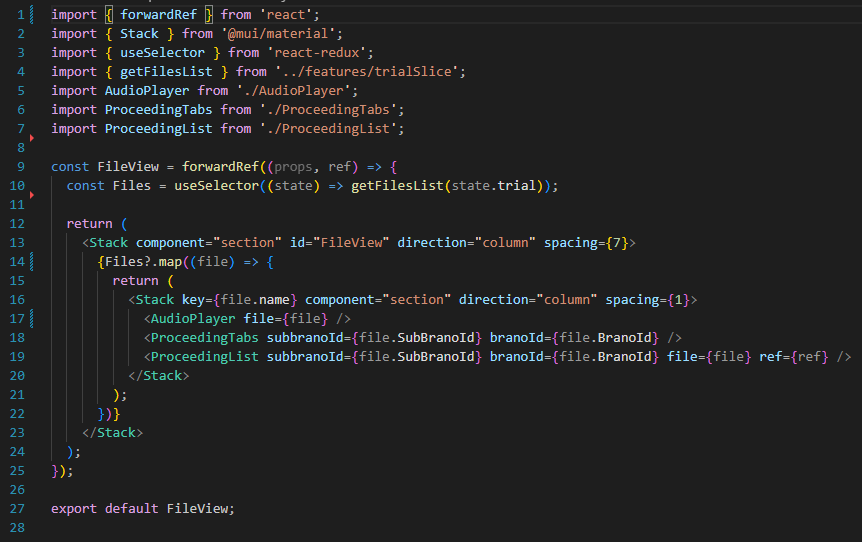 1 import { forwardRef } from 'react';
2 import { Stack } from '@mui/material';
3 import { useSelector } from 'react-redux';
4 import { getFilesList } from '../features/trialSlice';
5 import AudioPlayer from './AudioPlayer';
6 import ProceedingTabs from './ProceedingTabs';
7 import ProceedingList from './ProceedingList';
8
9 const FileView = forwardRef((props, ref) => {
10   const Files = useSelector((state) => getFilesList(state.trial));
11
12   return (
13     <Stack component="section" id="FileView" direction="column" spacing={7}>
14       {Files?.map((file) => {
15         return (
16           <Stack key={file.name} component="section" direction="column" spacing={1}>
17             <AudioPlayer file={file} />
18             <ProceedingTabs subbranoId={file.SubBranoId} branoId={file.BranoId} />
19             <ProceedingList subbranoId={file.SubBranoId} branoId={file.BranoId} file={file} ref={ref} />
20           </Stack>
21         );
22       })}
23     </Stack>
24   );
25 });
26
27 export default FileView;
28